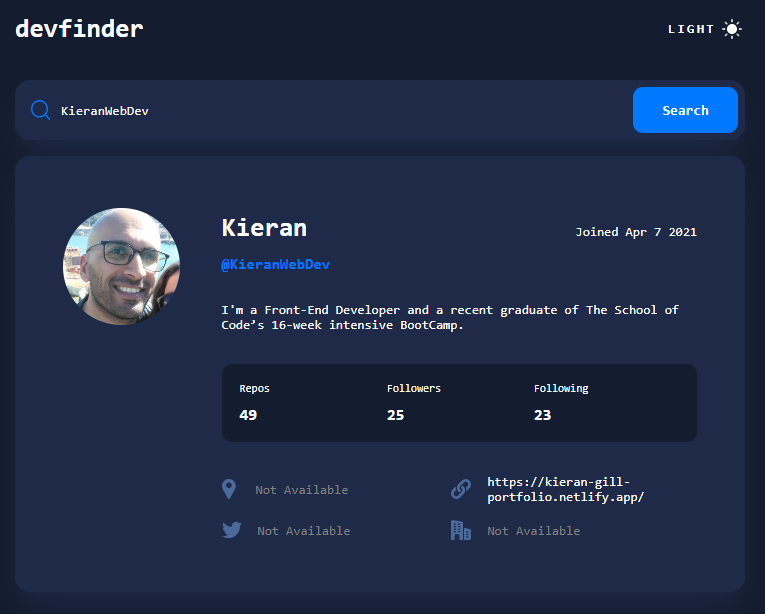 devfinder
LIGHT
KieranWebDev
Search
Kieran
Joined Apr 7 2021
@KieranWebDev
I'm a Front-End Developer and a recent graduate of The School of
Code’s 16-week intensive BootCamp.
Repos
Followers
Following
49
25
23
Not Available
https://kieran-gill-
portfolio.netlify.app/
Not Available
Not Available